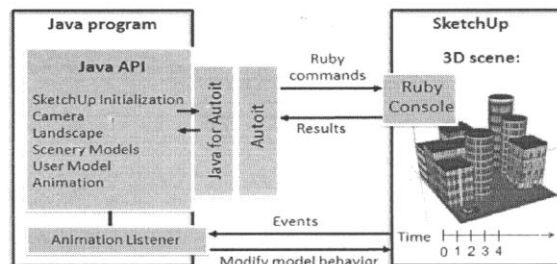 Java program
SketchUp
Java API
SketchUp Initialization
Camera
Landscape
Scenery Models
User Model
Animation
Java for Autoit
Autoit
Ruby
commands
Results
Ruby
Console
3D scene:
Time
0 1 2 3 4
Animation Listener
Events
Modify model behavior